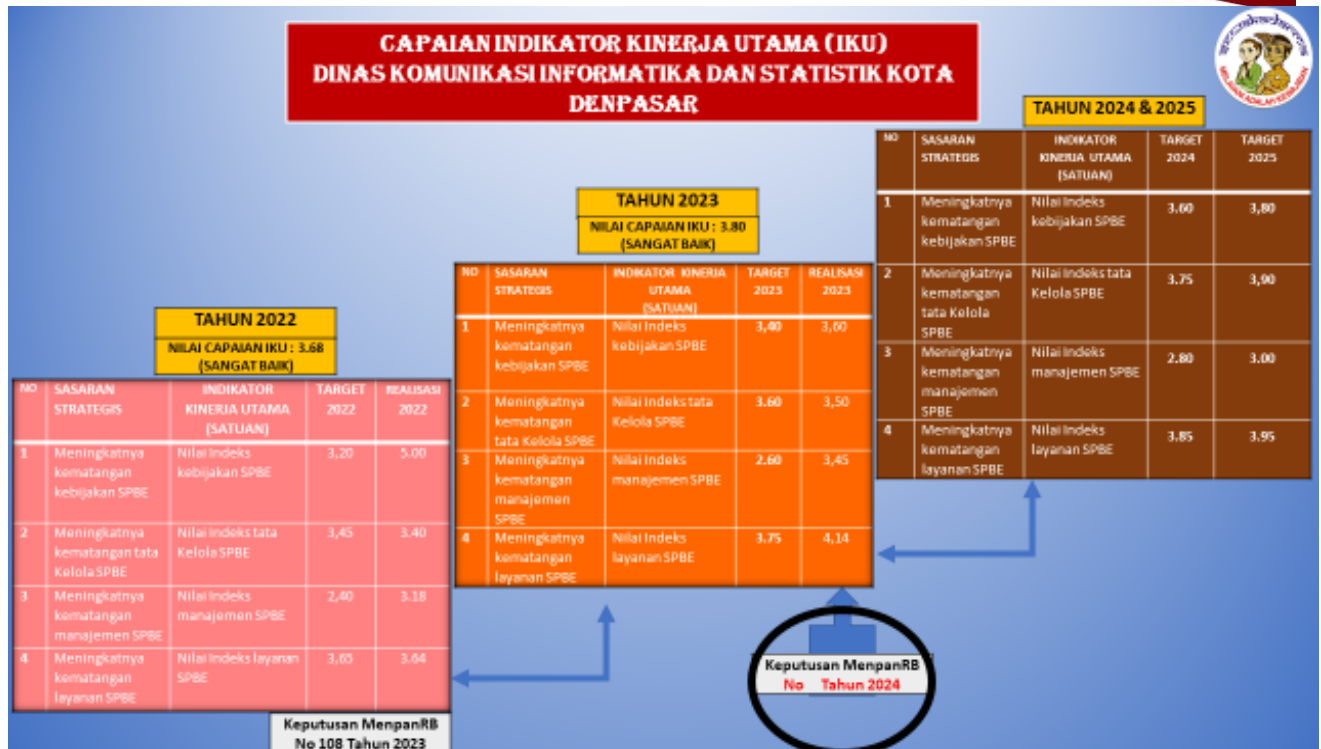 CAPAIAN INDIKATOR KINERJA UTAMA (IKU)
DINAS KOMUNIKASI INFORMATIKA DAN STATISTIK KOTA
DENPASAR
TAHUN 2022
NILAI CAPAIAN IKU : 3.68
(SANGAT BAIK)
NO SASARAN STRATEGIS INDIKATOR KINERJA UTAMA (SATUAN) TARGET 2022 REALISASI 2022
1 Meningkatnya kematangan kebijakan SPBE Nilai Indeks kebijakan SPBE 3,20 5.00
2 Meningkatnya kematangan tata Kelola SPBE Nilai Indeks tata Kelola SPBE 3,45 3.40
3 Meningkatnya kematangan manajemen SPBE Nilai Indeks manajemen SPBE 2,40 3.18
4 Meningkatnya kematangan layanan SPBE Nilai Indeks layanan SPBE 3,65 3.64
Keputusan MenpanRB
No 108 Tahun 2023
TAHUN 2023
NILAI CAPAIAN IKU : 3.80
(SANGAT BAIK)
NO SASARAN STRATEGIS INDIKATOR KINERJA UTAMA (SATUAN) TARGET 2023 REALISASI 2023
1 Meningkatnya kematangan kebijakan SPBE Nilai Indeks kebijakan SPBE 3,40 3,60
2 Meningkatnya kematangan tata Kelola SPBE Nilai Indeks tata Kelola SPBE 3.60 3,50
3 Meningkatnya kematangan manajemen SPBE Nilai Indeks manajemen SPBE 2.60 3,45
4 Meningkatnya kematangan layanan SPBE Nilai Indeks layanan SPBE 3.75 4,14
Keputusan MenpanRB
No Tahun 2024
TAHUN 2024 & 2025
NO SASARAN STRATEGIS INDIKATOR KINERJA UTAMA (SATUAN) TARGET 2024 TARGET 2025
1 Meningkatnya kematangan kebijakan SPBE Nilai Indeks kebijakan SPBE 3.60 3,80
2 Meningkatnya kematangan tata Kelola SPBE Nilai Indeks tata Kelola SPBE 3.75 3,90
3 Meningkatnya kematangan manajemen SPBE Nilai Indeks manajemen SPBE 2.80 3.00
4 Meningkatnya kematangan layanan SPBE Nilai Indeks layanan SPBE 3.85 3.95